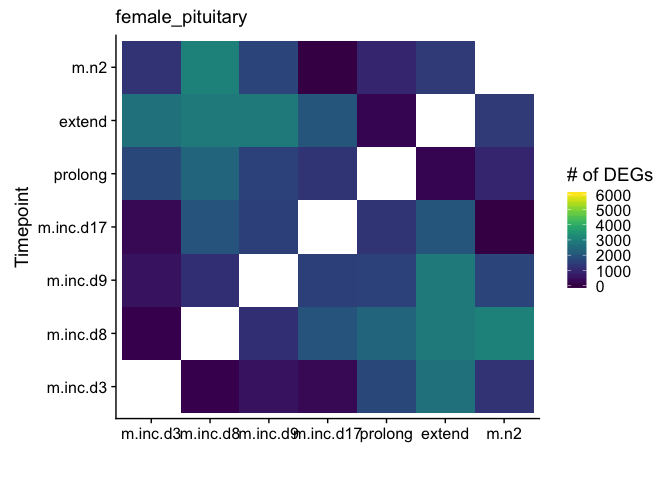 female_pituitary
m.n2
extend
prolong
m.inc.d17
m.inc.d9
m.inc.d8
m.inc.d3
Timepoint
m.inc.d3 m.inc.d8 m.inc.d9 m.inc.d17 prolong extend m.n2
# of DEGs
6000
5000
4000
3000
2000
1000
0